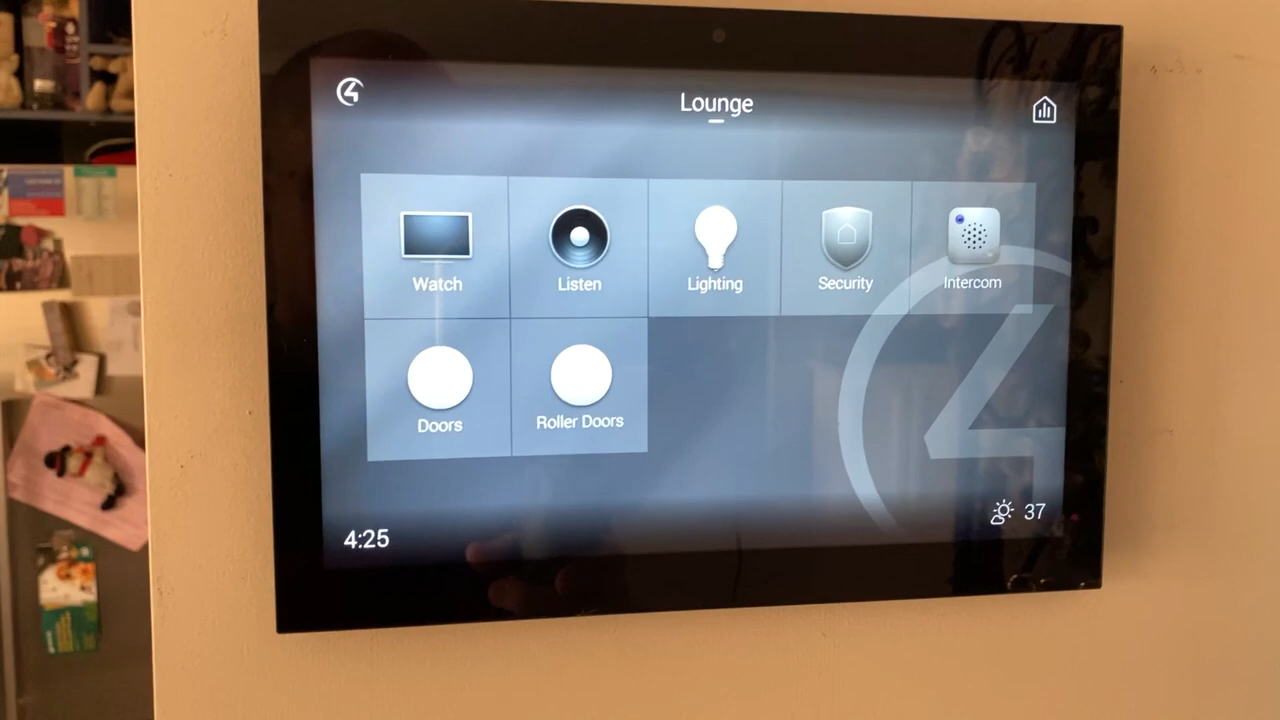 Lounge
Watch
Listen
Lighting
Security
Intercom
Doors
Roller Doors
4:25
37